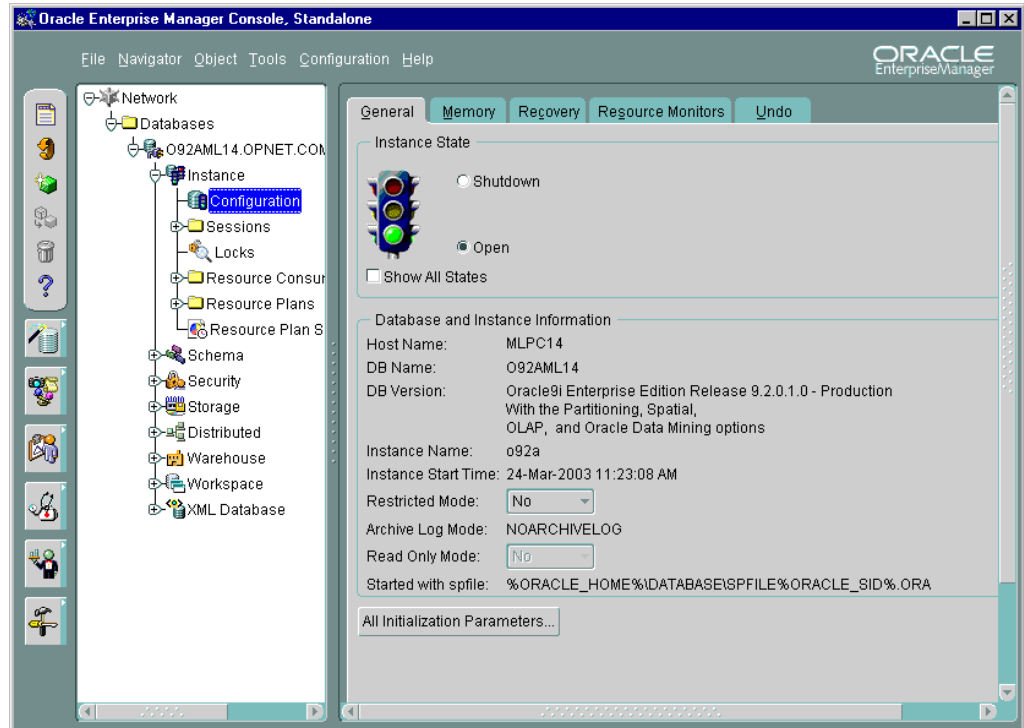 Oracle Enterprise Manager Console, Standalone
File Navigator Object Tools Configuration Help
ORACLE
EnterpriseManager
Network
Databases
O92AML14.OPNET.COM
Instance
Configuration
Sessions
Locks
Resource Consur
Resource Plans
Resource Plan S
Schema
Security
Storage
Distributed
Warehouse
Workspace
XML Database
General Memory Recovery Resource Monitors Undo
Instance State
Shutdown
Open
Show All States
Database and Instance Information
Host Name: MLPC14
DB Name: O92AML14
DB Version: Oracle9i Enterprise Edition Release 9.2.0.1.0 - Production
With the Partitioning, Spatial,
OLAP, and Oracle Data Mining options
Instance Name: o92a
Instance Start Time: 24-Mar-2003 11:23:08 AM
Restricted Mode: No
Archive Log Mode: NOARCHIVELOG
Read Only Mode: No
Started with spfile: %ORACLE_HOME%\DATABASE\SPFILE%ORACLE_SID%.ORA
All Initialization Parameters...